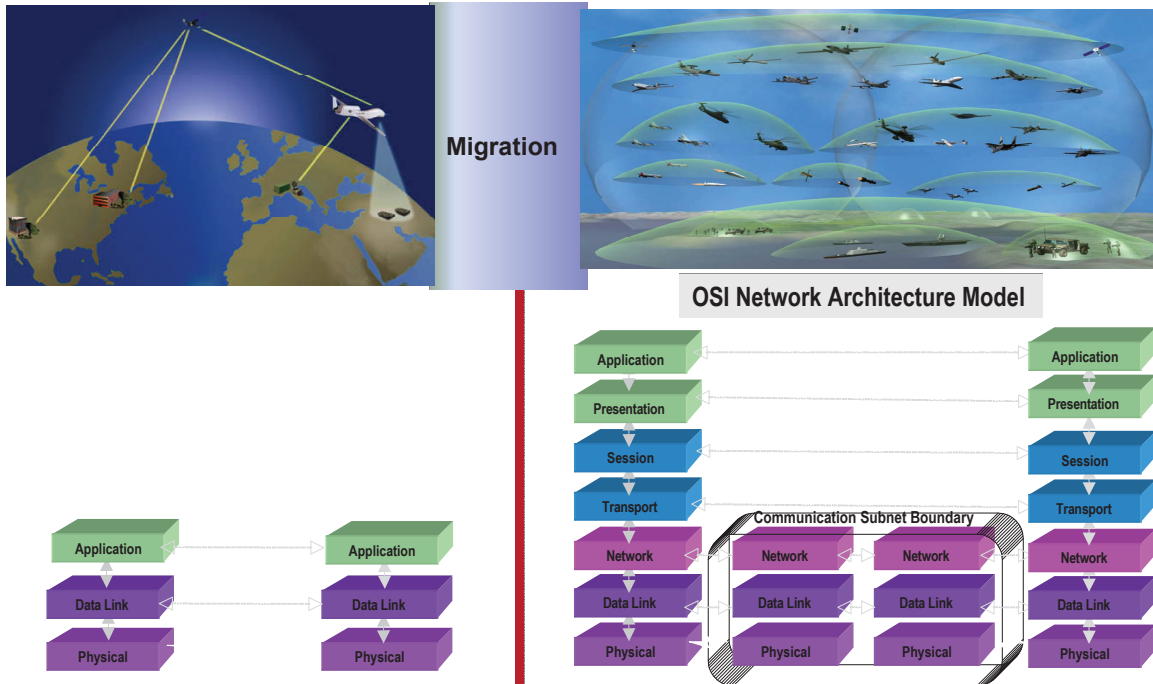 Migration
OSI Network Architecture Model
Application
Presentation
Session
Transport
Network
Data Link
Physical
Communication Subnet Boundary
Network
Data Link
Physical
Network
Data Link
Physical
Application
Presentation
Session
Transport
Network
Data Link
Physical
Application
Data Link
Physical
Application
Data Link
Physical